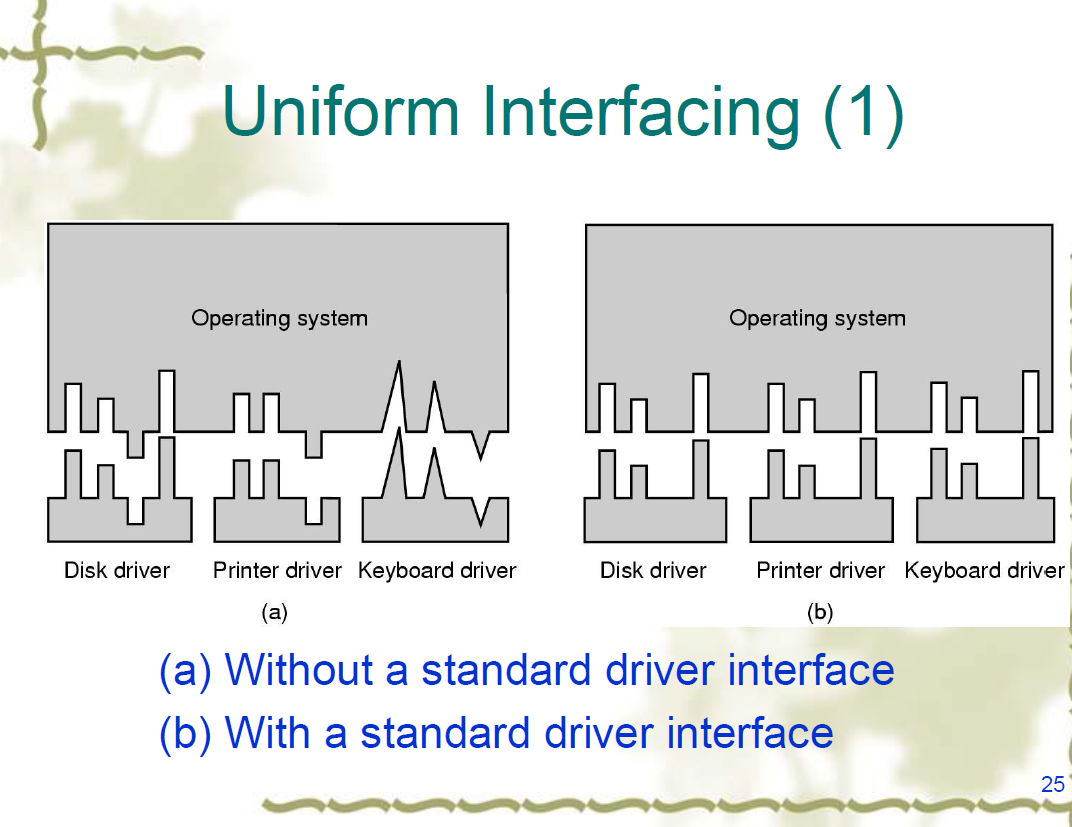 Uniform Interfacing (1)
Operating system
Operating system
Disk driver
Printer driver
Keyboard driver
Disk driver
Printer driver
Keyboard driver
(a)
(b)
(a) Without a standard driver interface
(b) With a standard driver interface
25